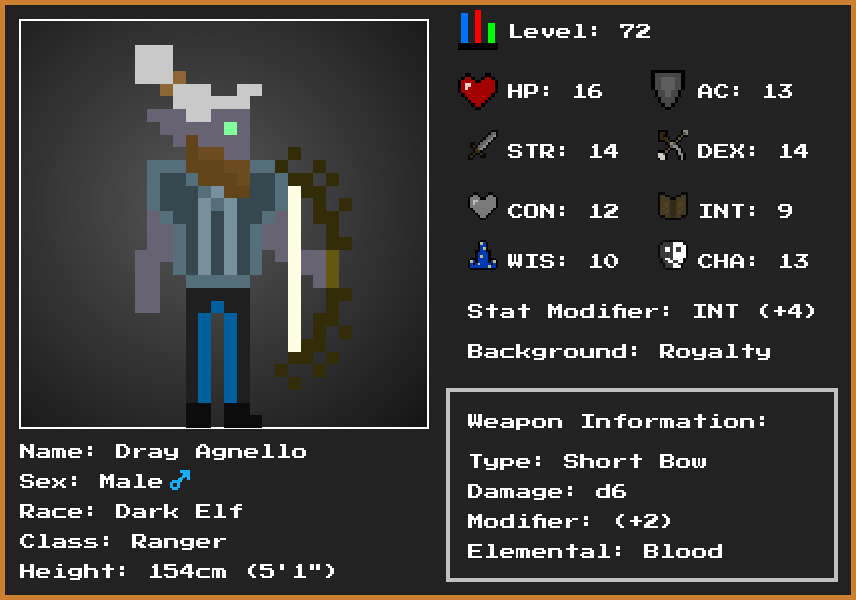 Level: 72
HP: 16 AC: 13
STR: 14 DEX: 14
CON: 12 INT: 9
WIS: 10 CHA: 13
Stat Modifier: INT (+4)
Background: Royalty
Weapon Information:
Type: Short Bow
Damage: d6
Modifier: (+2)
Elemental: Blood
Name: Dray Agnello
Sex: Male ♂
Race: Dark Elf
Class: Ranger
Height: 154cm (5'1")